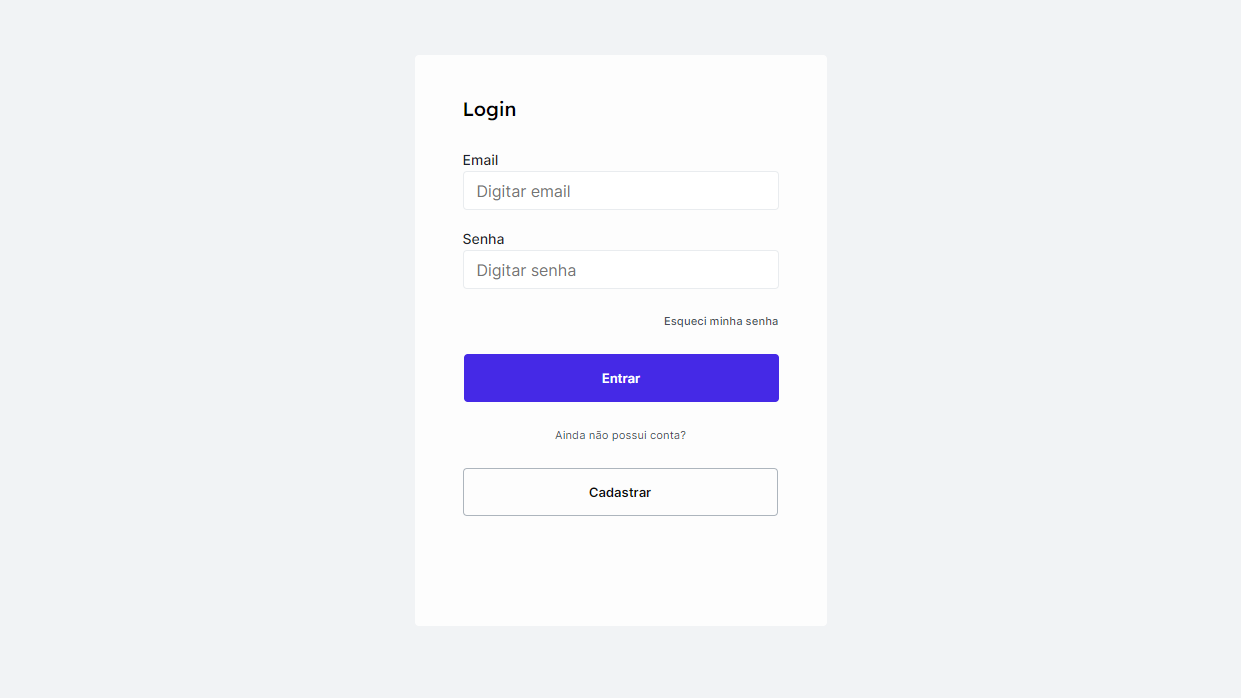 Login
Email
Digitar email
Senha
Digitar senha
Esqueci minha senha
Entrar
Ainda não possui conta?
Cadastrar